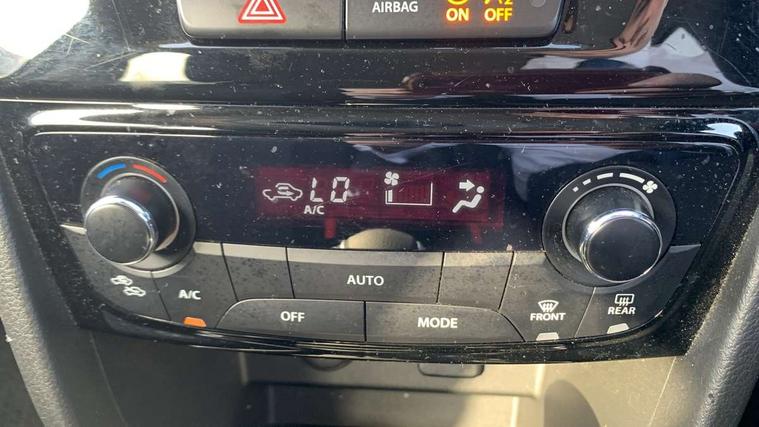 AIRBAG ON OFF
LO
A/C
AUTO
A/C
OFF
MODE
FRONT
REAR